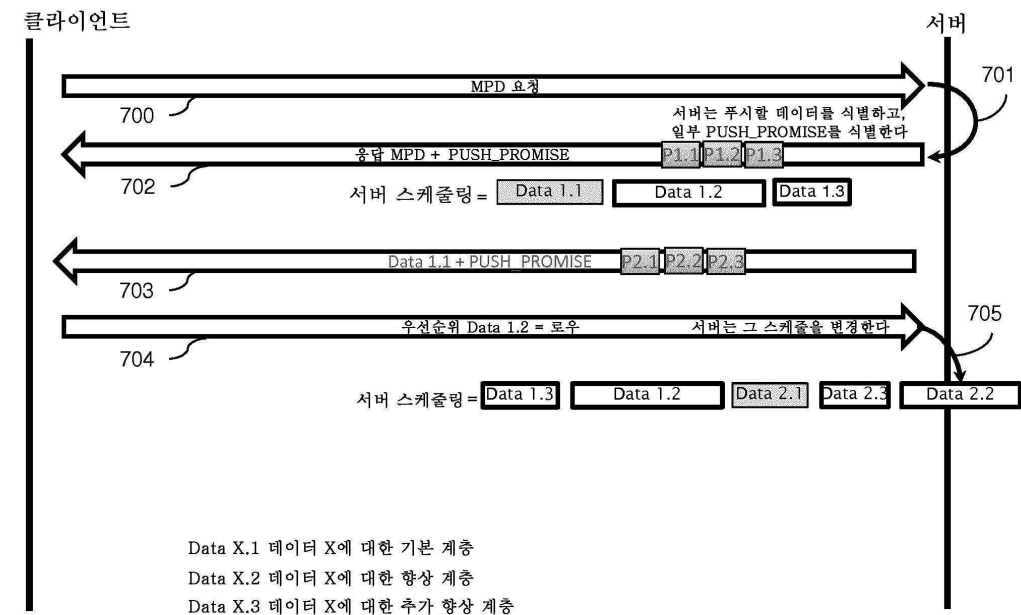 클라이언트
서버
MPD 요청
700
701
서버는 푸시할 데이터를 식별하고,
일부 PUSH_PROMISE를 식별한다
응답 MPD + PUSH_PROMISE P1.1 P1.2 P1.3
702
서버 스케줄링 = Data 1.1 Data 1.2 Data 1.3
Data 1.1 + PUSH_PROMISE P2.1 P2.2 P2.3
703
우선순위 Data 1.2 = 로우 서버는 그 스케줄을 변경한다
704
705
서버 스케줄링 = Data 1.3 Data 1.2 Data 2.1 Data 2.3 Data 2.2
Data X.1 데이터 X에 대한 기본 계층
Data X.2 데이터 X에 대한 향상 계층
Data X.3 데이터 X에 대한 추가 향상 계층